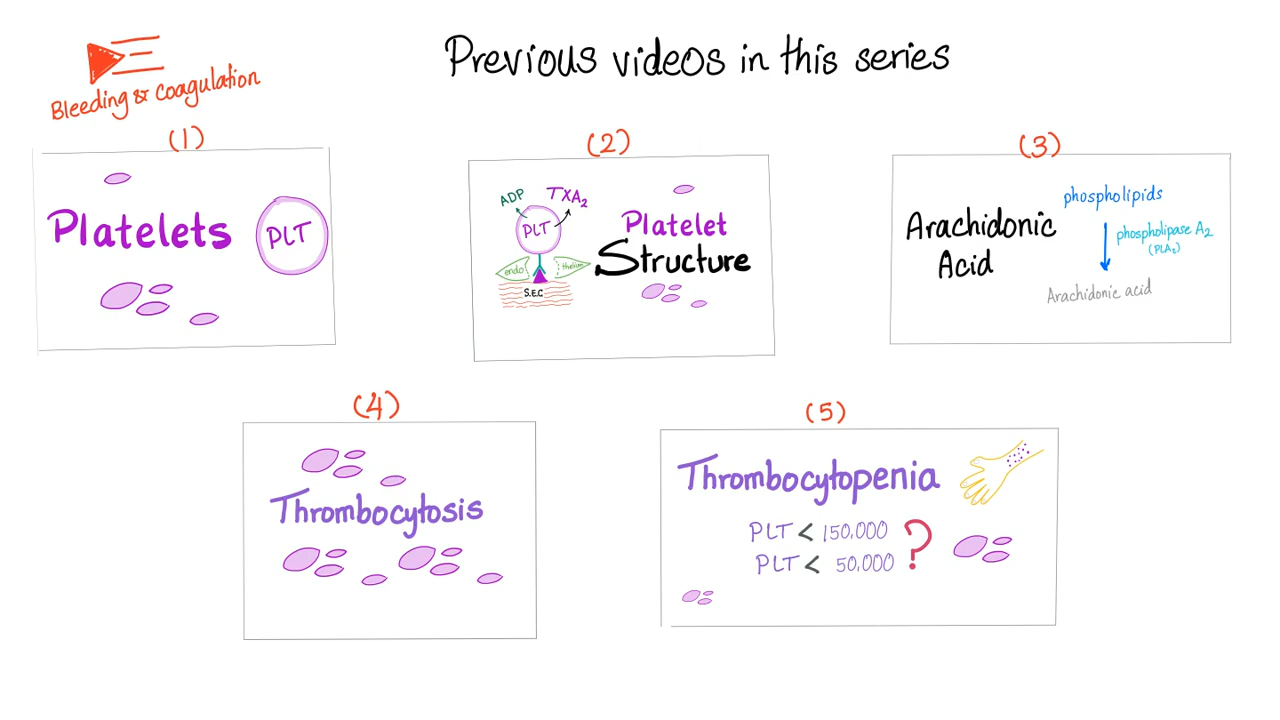 Previous videos in this series
Bleeding & Coagulation
(1)
Platelets
PLT
(2)
ADP
TXA2
PLT
endo
thelium
S.E.C
Platelet
Structure
(3)
Arachidonic
Acid
phospholipids
phospholipase A2
(PLA2)
Arachidonic acid
(4)
Thrombocytosis
(5)
Thrombocytopenia
PLT < 150,000
PLT < 50,000
?